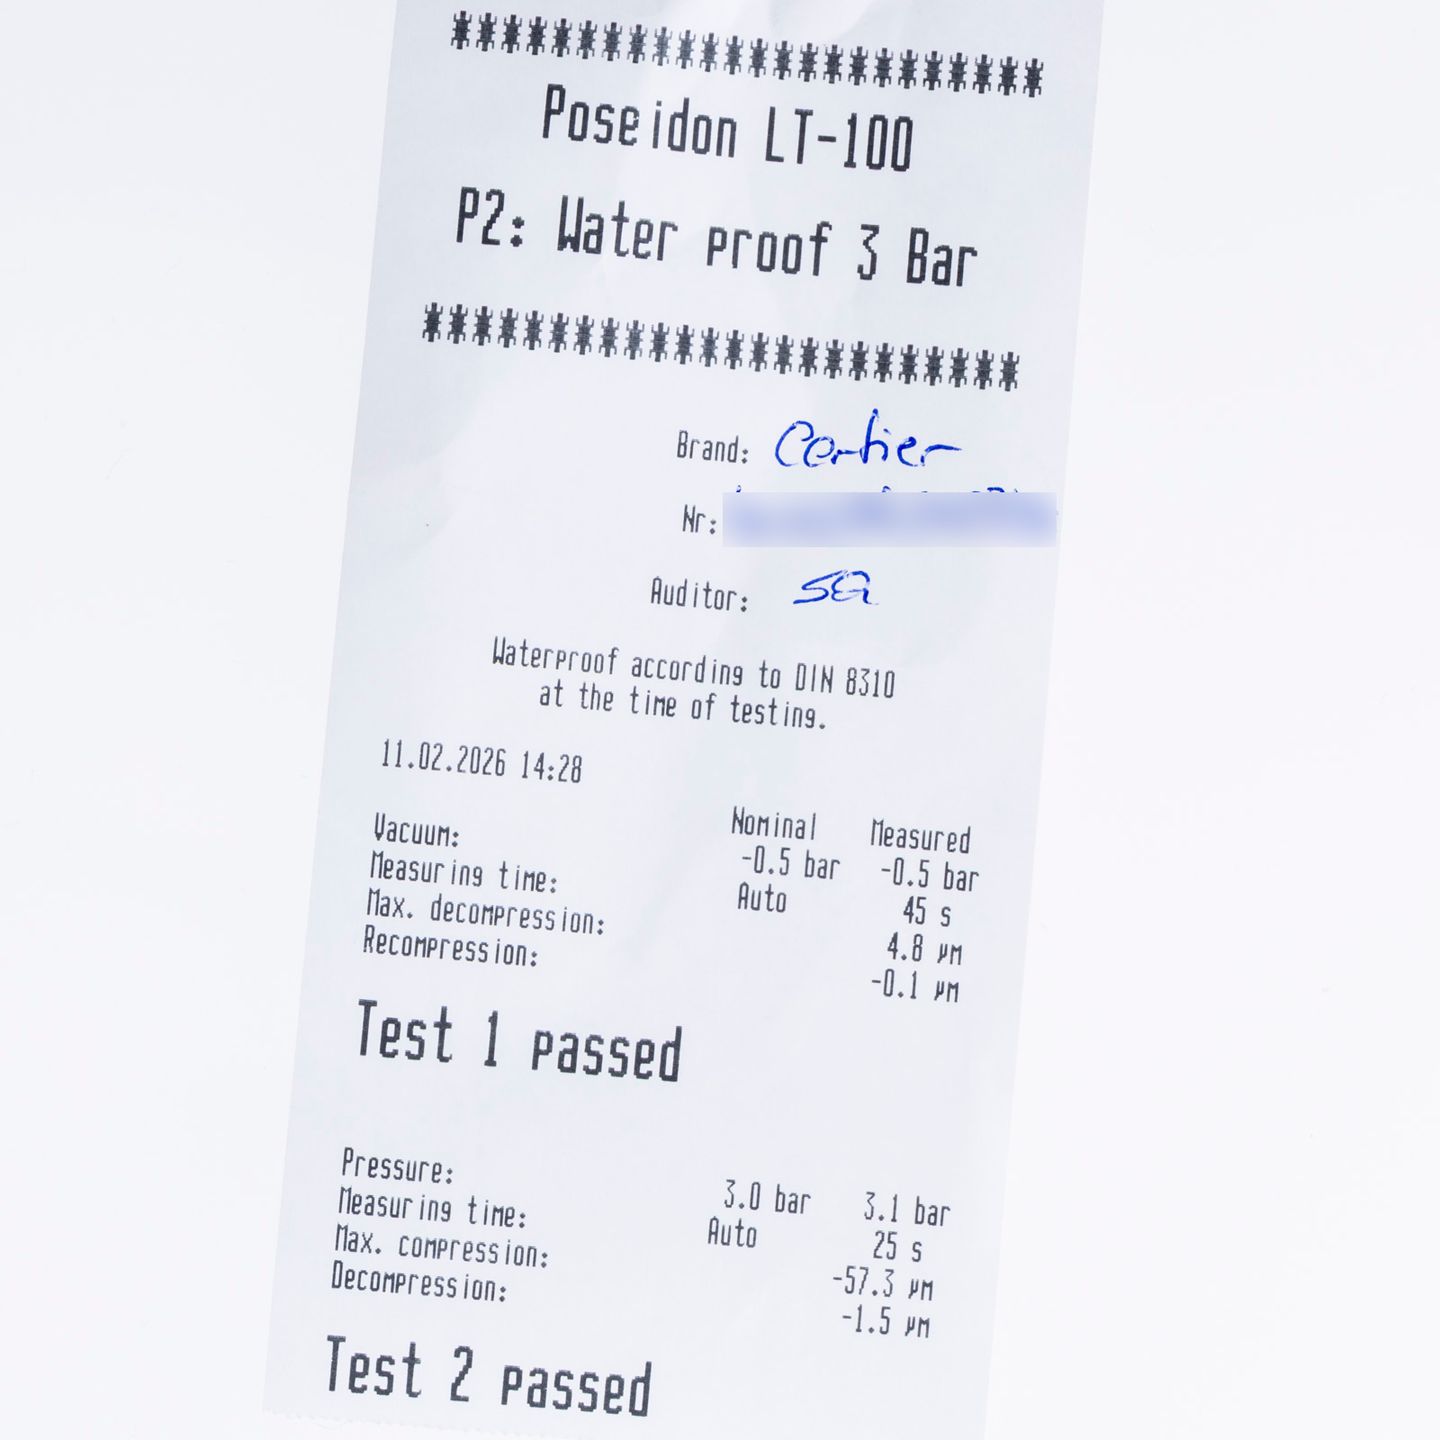 Poseidon LT-100
P2: Water proof 3 Bar
Brand: Cartier
Nr:
Auditor: SG
Waterproof according to DIN 8310
at the time of testing.
11.02.2026 14:28
Nominal Measured
Vacuum: -0.5 bar -0.5 bar
Measuring time: Auto 45 s
Max. decompression: 4.8 µm
Recompression: -0.1 µm
Test 1 passed
Pressure: 3.0 bar 3.1 bar
Measuring time: Auto 25 s
Max. compression: -57.3 µm
Decompression: -1.5 µm
Test 2 passed